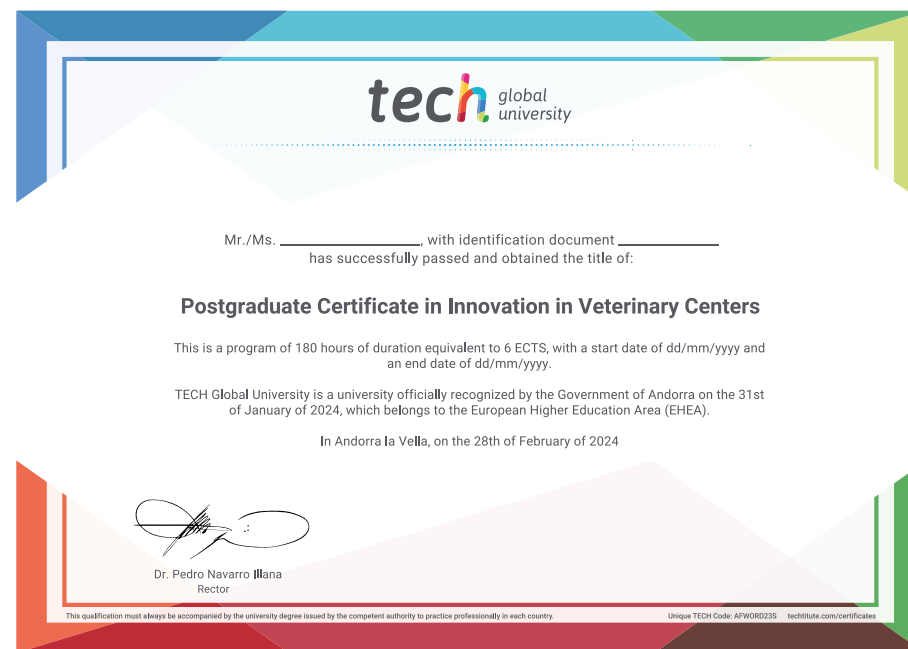 tech global university
Mr./Ms. ____________________, with identification document ______________
has successfully passed and obtained the title of:
Postgraduate Certificate in Innovation in Veterinary Centers
This is a program of 180 hours of duration equivalent to 6 ECTS, with a start date of dd/mm/yyyy and
an end date of dd/mm/yyyy.
TECH Global University is a university officially recognized by the Government of Andorra on the 31st
of January of 2024, which belongs to the European Higher Education Area (EHEA).
In Andorra la Vella, on the 28th of February of 2024
Dr. Pedro Navarro Illana
Rector
This qualification must always be accompanied by the university degree issued by the competent authority to practice professionally in each country.
Unique TECH Code: AFWORD23S techtitute.com/certificates